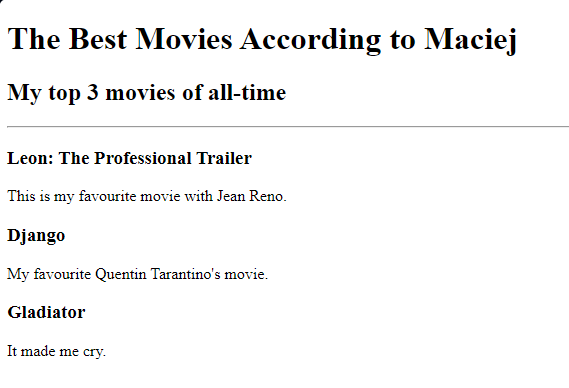 The Best Movies According to Maciej
My top 3 movies of all-time
Leon: The Professional Trailer
This is my favourite movie with Jean Reno.
Django
My favourite Quentin Tarantino's movie.
Gladiator
It made me cry.